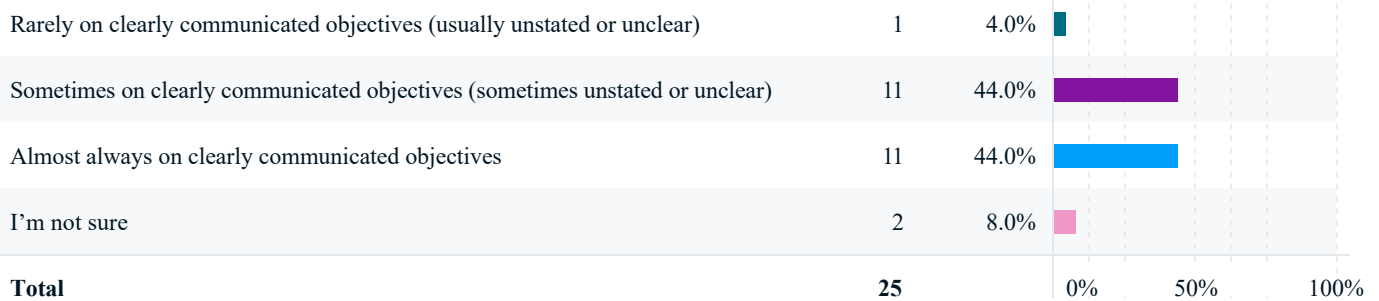 Rarely on clearly communicated objectives (usually unstated or unclear) 1 4.0%
Sometimes on clearly communicated objectives (sometimes unstated or unclear) 11 44.0%
Almost always on clearly communicated objectives 11 44.0%
I’m not sure 2 8.0%
Total 25 0% 50% 100%